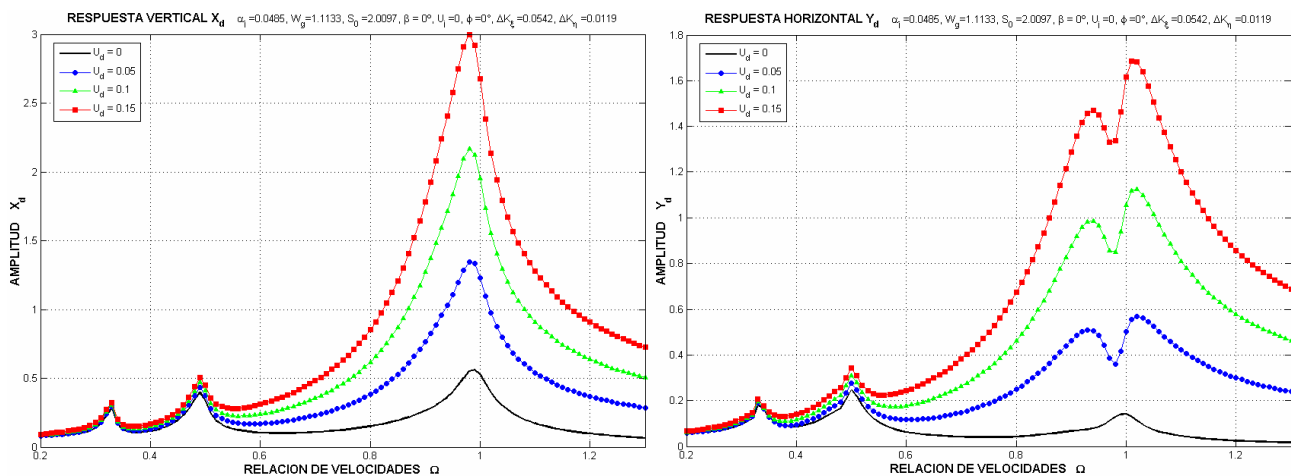 RESPUESTA VERTICAL X_d α_i=0.0485, W_g=1.1133, S_0=2.0097, β = 0°, U_i=0, ϕ=0°, ΔK_ξ=0.0542, ΔK_η=0.0119
3
2.5
2
1.5
1
0.5
0
AMPLITUD X_d
U_d = 0
U_d = 0.05
U_d = 0.1
U_d = 0.15
0.2
0.4
0.6
0.8
1
1.2
RELACION DE VELOCIDADES Ω
RESPUESTA HORIZONTAL Y_d α_i=0.0485, W_g=1.1133, S_0=2.0097, β = 0°, U_i=0, ϕ=0°, ΔK_ξ=0.0542, ΔK_η=0.0119
1.8
1.6
1.4
1.2
1
0.8
0.6
0.4
0.2
0
AMPLITUD Y_d
U_d = 0
U_d = 0.05
U_d = 0.1
U_d = 0.15
0.2
0.4
0.6
0.8
1
1.2
RELACION DE VELOCIDADES Ω